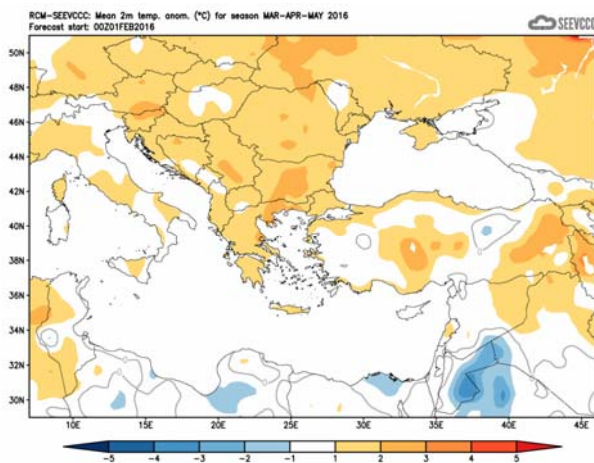 RCM-SEEVCCC: Mean 2m temp. anom. (°C) for season MAR-APR-MAY 2016
Forecast start: 00Z01FEB2016
SEEVCCC
50N
48N
46N
44N
42N
40N
38N
36N
34N
32N
30N
10E 15E 20E 25E 30E 35E 40E 45E
-5 -4 -3 -2 -1 1 2 3 4 5